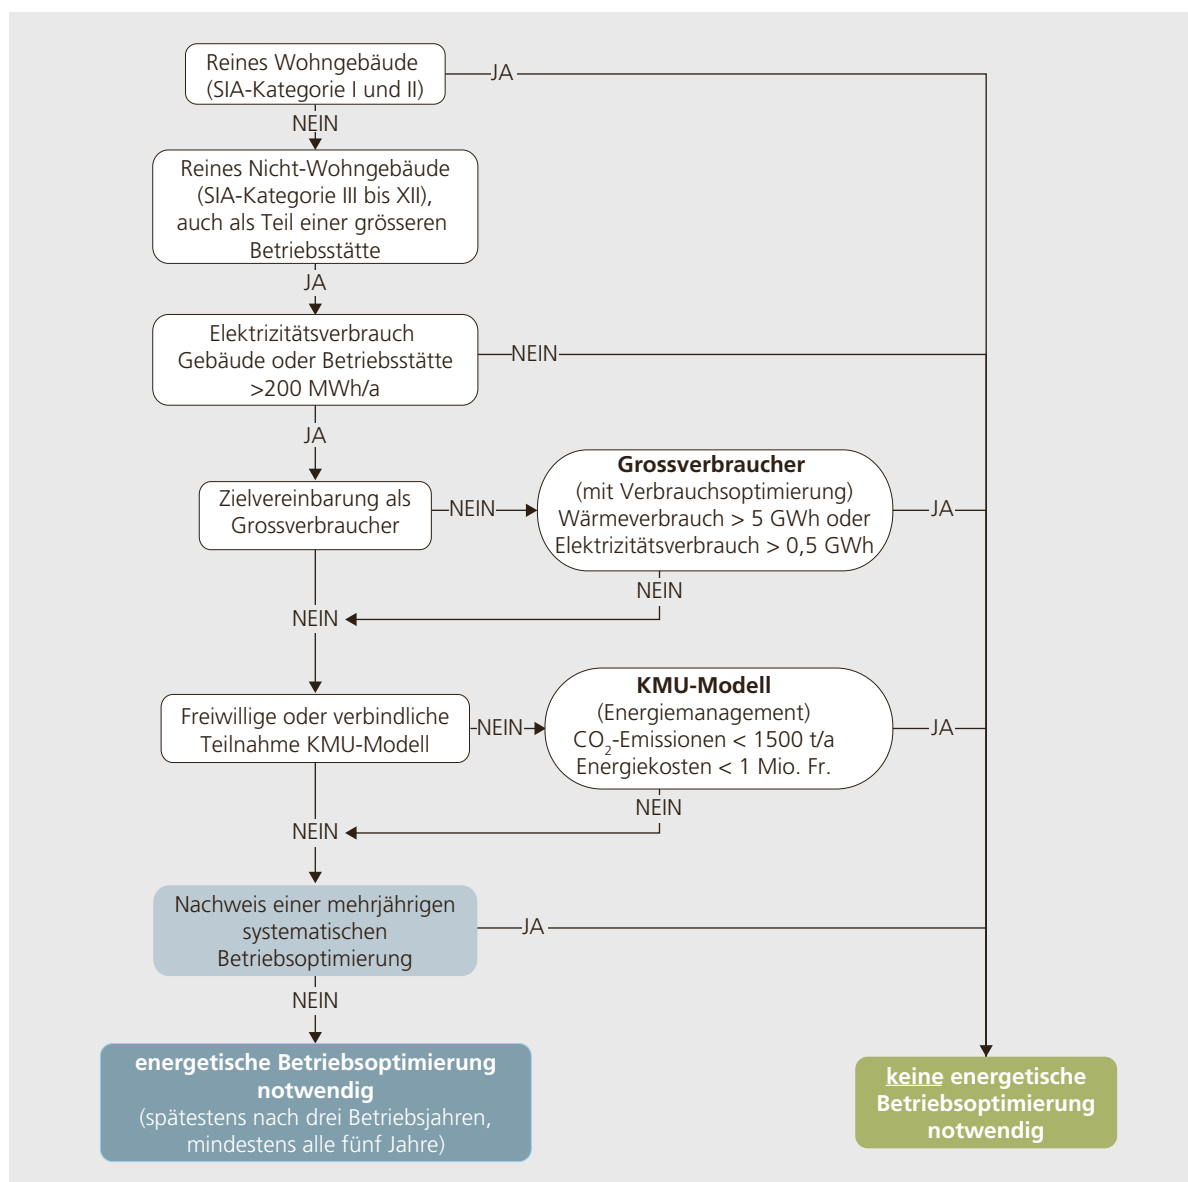 Reines Wohngebäude
(SIA-Kategorie I und II)
JA
NEIN
Reines Nicht-Wohngebäude
(SIA-Kategorie III bis XII),
auch als Teil einer grösseren
Betriebsstätte
JA
Elektrizitätsverbrauch
Gebäude oder Betriebsstätte
>200 MWh/a
NEIN
JA
Zielvereinbarung als
Grossverbraucher
NEIN
Grossverbraucher
(mit Verbrauchsoptimierung)
Wärmeverbrauch > 5 GWh oder
Elektrizitätsverbrauch > 0,5 GWh
JA
NEIN
NEIN
Freiwillige oder verbindliche
Teilnahme KMU-Modell
NEIN
KMU-Modell
(Energiemanagement)
CO2-Emissionen < 1500 t/a
Energiekosten < 1 Mio. Fr.
JA
NEIN
NEIN
Nachweis einer mehrjährigen
systematischen
Betriebsoptimierung
JA
NEIN
energetische Betriebsoptimierung
notwendig
(spätestens nach drei Betriebsjahren,
mindestens alle fünf Jahre)
keine energetische
Betriebsoptimierung
notwendig